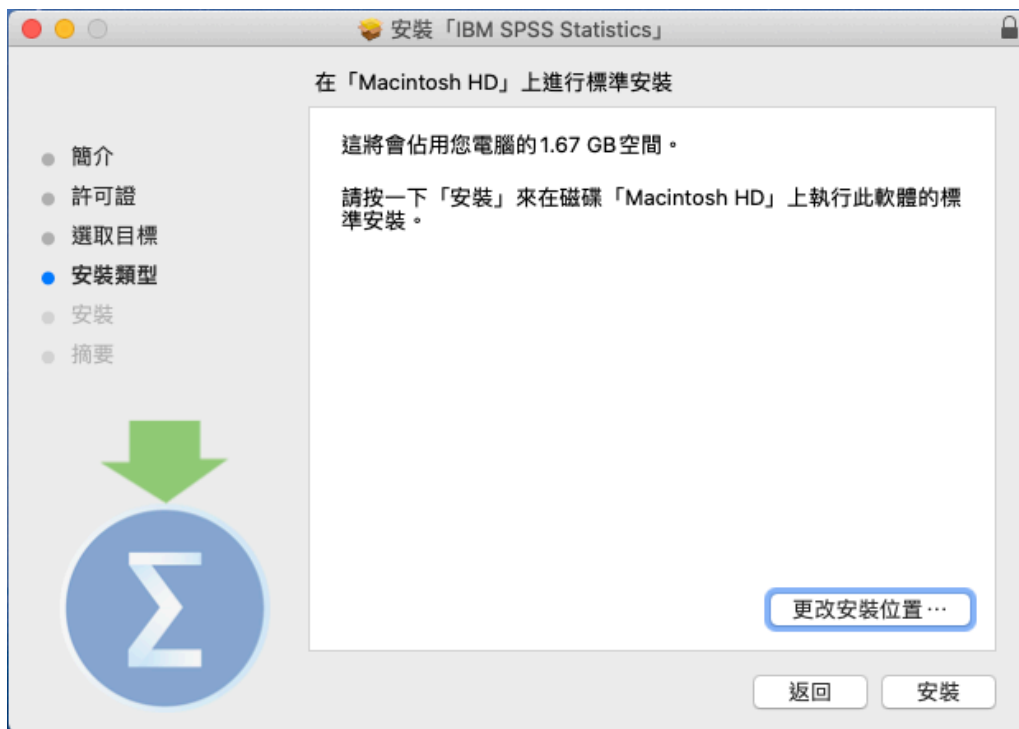 安裝「IBM SPSS Statistics」
在「Macintosh HD」上進行標準安裝
簡介
許可證
選取目標
安裝類型
安裝
摘要
這將會佔用您電腦的1.67 GB空間。
請按一下「安裝」來在磁碟「Macintosh HD」上執行此軟體的標
準安裝。
更改安裝位置⋯
返回
安裝